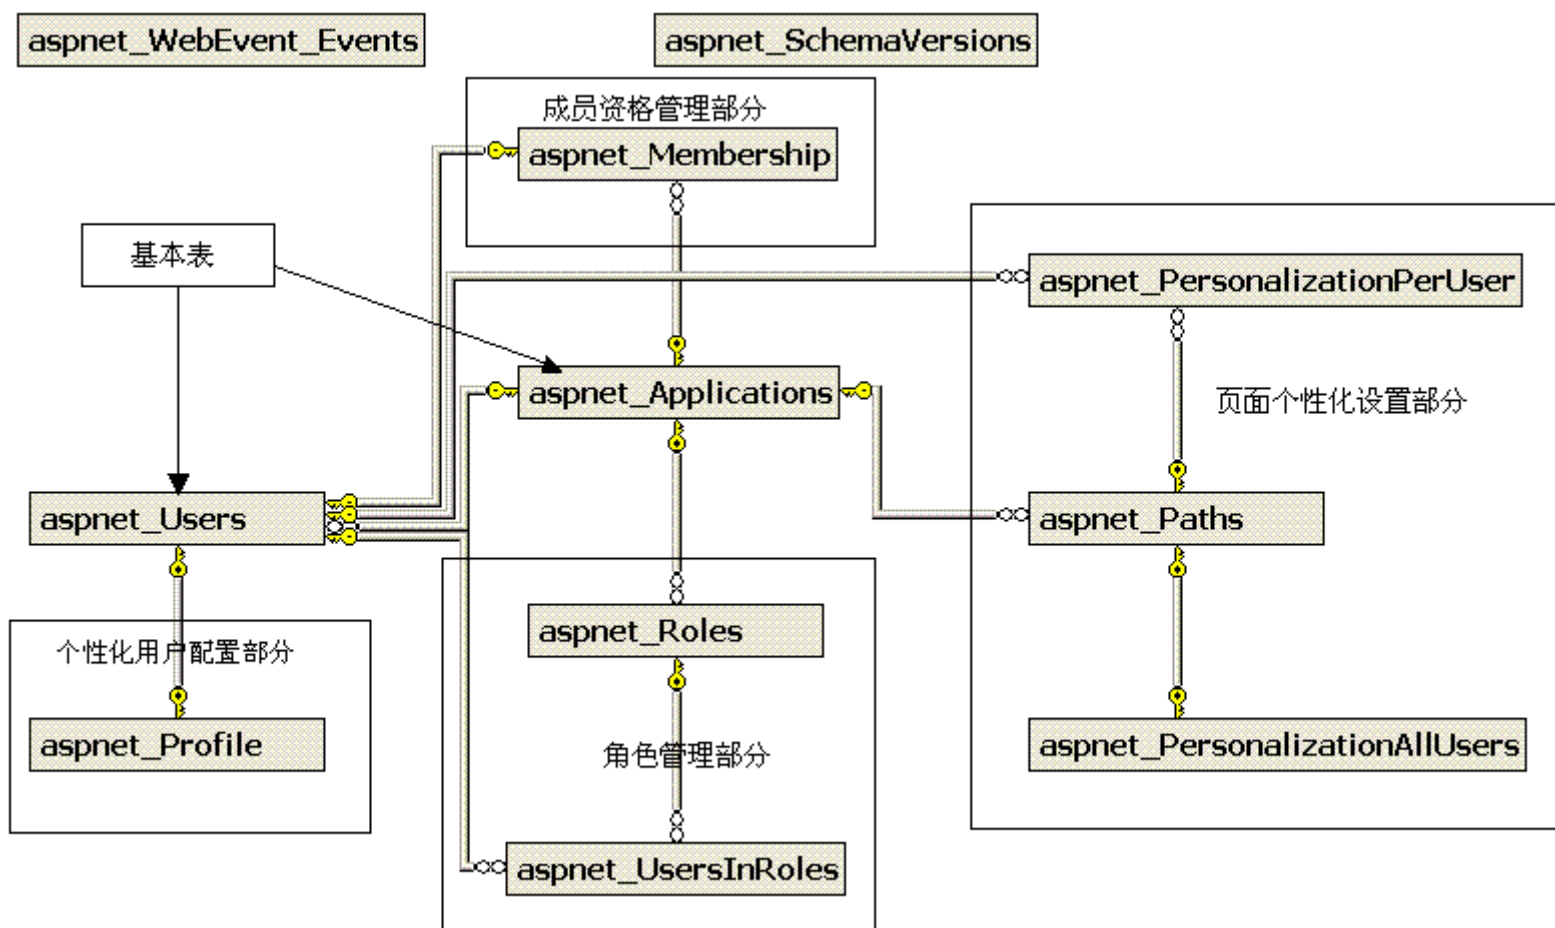 aspnet_WebEvent_Events
aspnet_SchemaVersions
成员资格管理部分
aspnet_Membership
基本表
aspnet_PersonalizationPerUser
aspnet_Applications
页面个性化设置部分
aspnet_Users
aspnet_Paths
aspnet_Roles
个性化用户配置部分
aspnet_Profile
aspnet_PersonalizationAllUsers
角色管理部分
aspnet_UsersInRoles